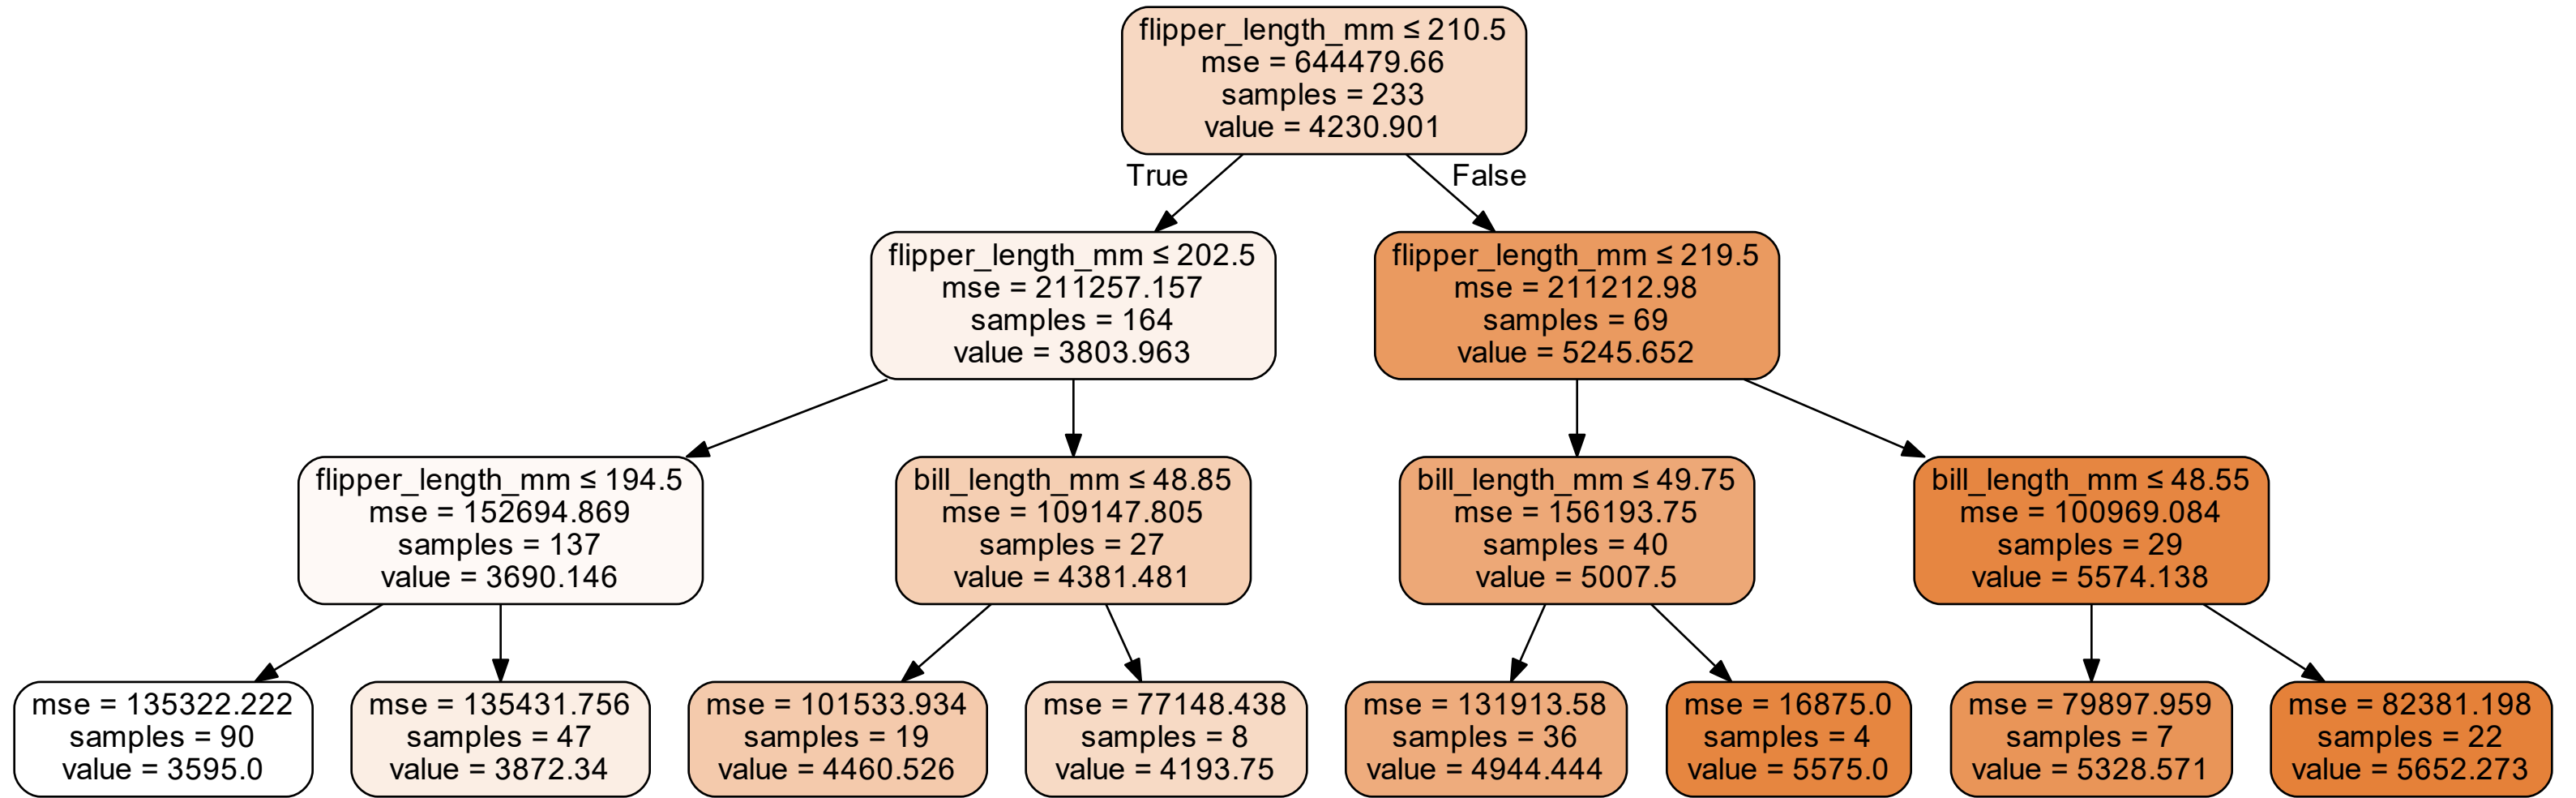 flipper_length_mm ≤ 210.5
mse = 644479.66
samples = 233
value = 4230.901
True
False
flipper_length_mm ≤ 202.5
mse = 211257.157
samples = 164
value = 3803.963
flipper_length_mm ≤ 219.5
mse = 211212.98
samples = 69
value = 5245.652
flipper_length_mm ≤ 194.5
mse = 152694.869
samples = 137
value = 3690.146
bill_length_mm ≤ 48.85
mse = 109147.805
samples = 27
value = 4381.481
bill_length_mm ≤ 49.75
mse = 156193.75
samples = 40
value = 5007.5
bill_length_mm ≤ 48.55
mse = 100969.084
samples = 29
value = 5574.138
mse = 135322.222
samples = 90
value = 3595.0
mse = 135431.756
samples = 47
value = 3872.34
mse = 101533.934
samples = 19
value = 4460.526
mse = 77148.438
samples = 8
value = 4193.75
mse = 131913.58
samples = 36
value = 4944.444
mse = 16875.0
samples = 4
value = 5575.0
mse = 79897.959
samples = 7
value = 5328.571
mse = 82381.198
samples = 22
value = 5652.273